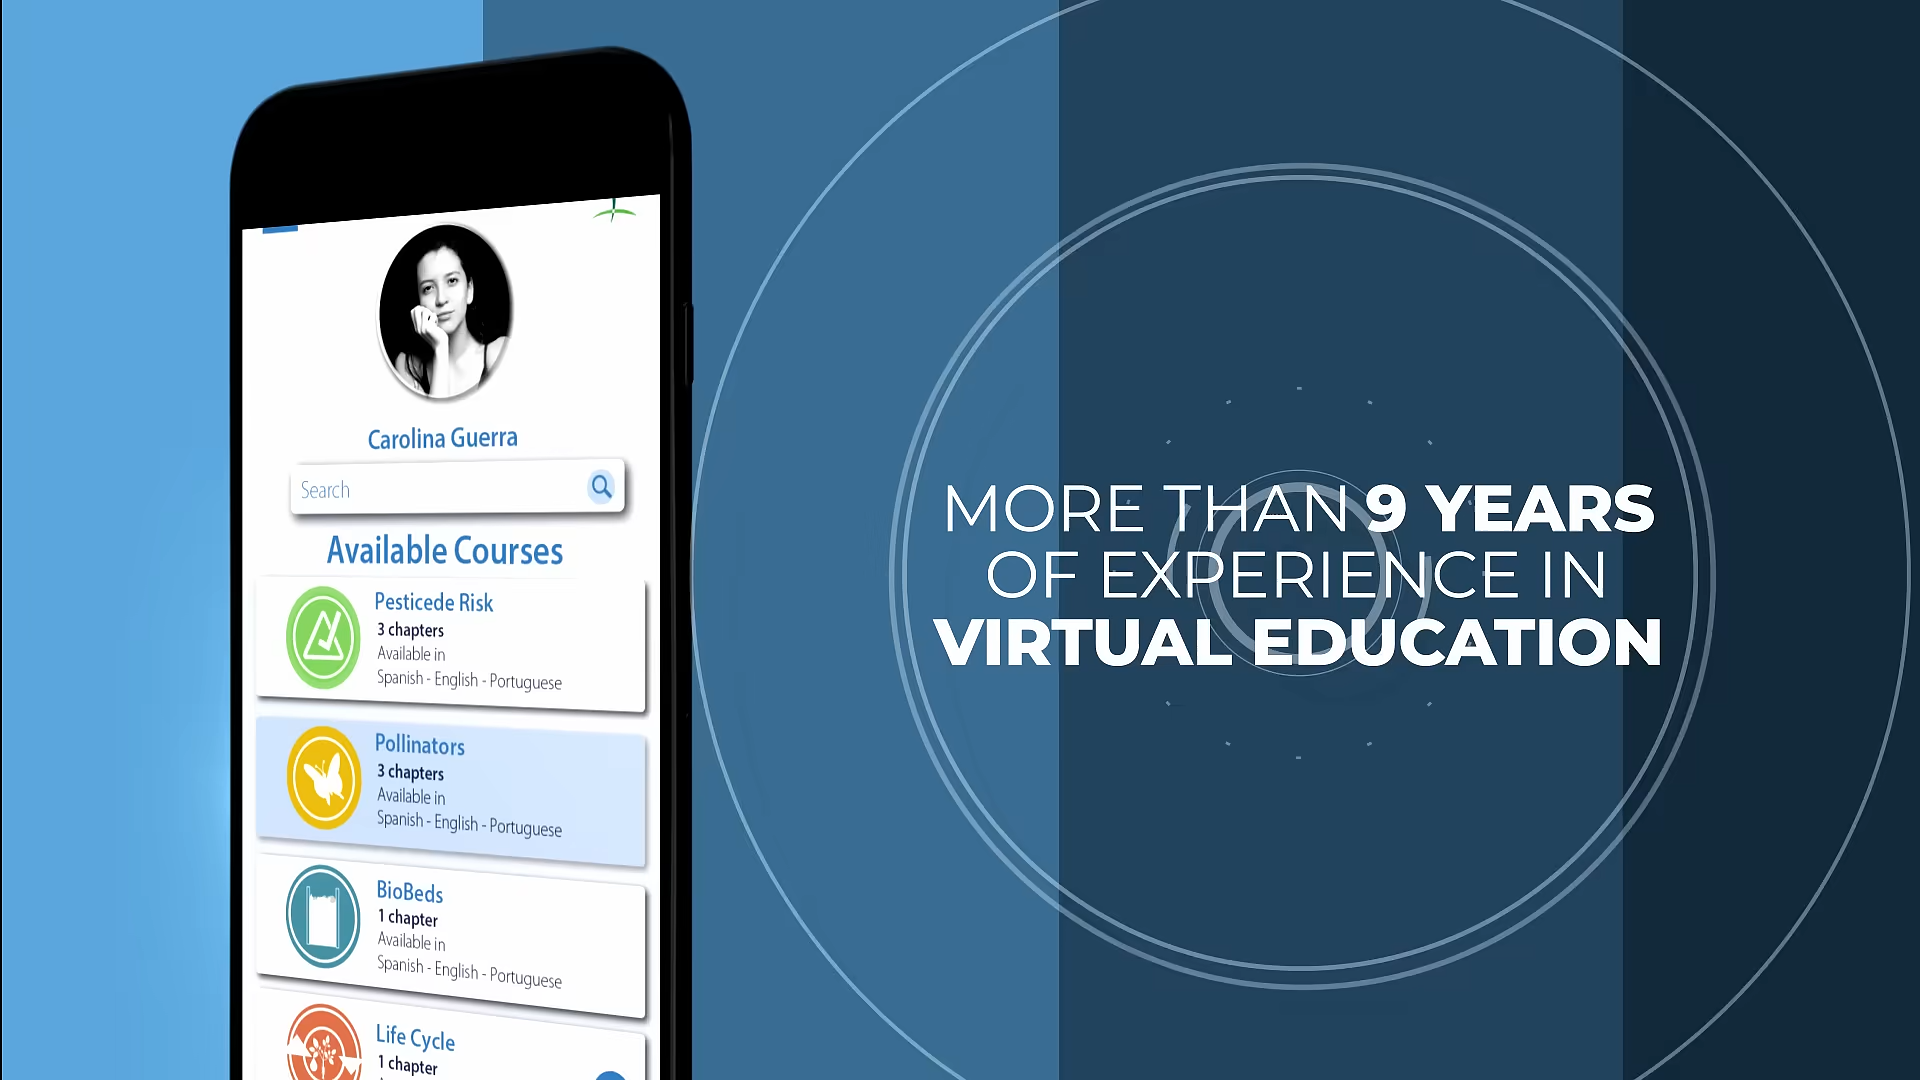 Carolina Guerra
Search
Available Courses
Pesticede Risk
3 chapters
Available in
Spanish - English - Portuguese
Pollinators
3 chapters
Available in
Spanish - English - Portuguese
BioBeds
1 chapter
Available in
Spanish - English - Portuguese
Life Cycle
1 chapter
MORE THAN 9 YEARS
OF EXPERIENCE IN
VIRTUAL EDUCATION